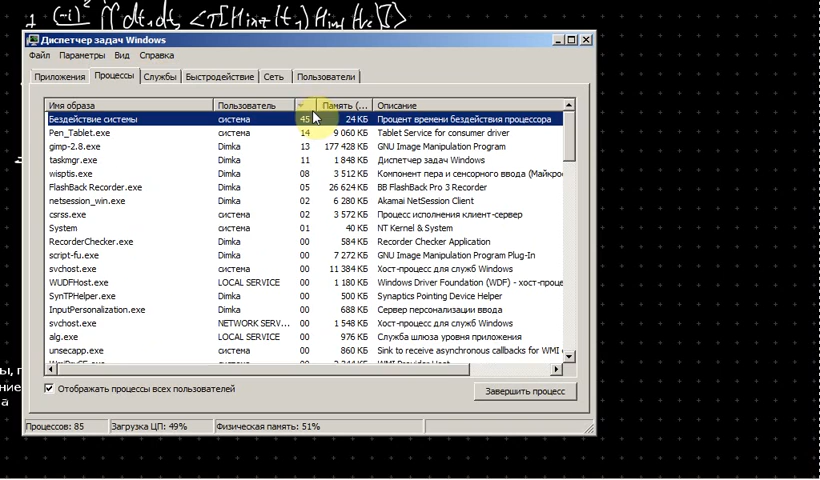 Диспетчер задач Windows
Файл Параметры Вид Справка
Приложения Процессы Службы Быстродействие Сеть Пользователи
Имя образа Пользователь Память (... Описание
Бездействие системы система 45 24 КБ Процент времени бездействия процессора
Pen_Tablet.exe система 14 9 060 КБ Tablet Service for consumer driver
gimp-2.8.exe Dimka 13 177 428 КБ GNU Image Manipulation Program
taskmgr.exe Dimka 11 1 848 КБ Диспетчер задач Windows
wisptis.exe Dimka 08 3 512 КБ Компонент пера и сенсорного ввода (Майкрос
FlashBack Recorder.exe Dimka 05 26 624 КБ BB FlashBack Pro 3 Recorder
netsession_win.exe Dimka 02 6 280 КБ Akamai NetSession Client
csrss.exe система 02 3 572 КБ Процесс исполнения клиент-сервер
System система 01 40 КБ NT Kernel & System
RecorderChecker.exe Dimka 00 584 КБ Recorder Checker Application
script-fu.exe Dimka 00 7 272 КБ GNU Image Manipulation Program Plug-In
svchost.exe система 00 11 384 КБ Хост-процесс для служб Windows
WUDFHost.exe LOCAL SERVICE 00 1 180 КБ Windows Driver Foundation (WDF) - хост-проце
SynTPHelper.exe Dimka 00 500 КБ Synaptics Pointing Device Helper
InputPersonalization.exe Dimka 00 688 КБ Сервер персонализации ввода
svchost.exe NETWORK SERV... 00 1 548 КБ Хост-процесс для служб Windows
alg.exe LOCAL SERVICE 00 976 КБ Служба шлюза уровня приложения
unsecapp.exe система 00 860 КБ Sink to receive asynchronous callbacks for WMI
Отображать процессы всех пользователей
Завершить процесс
Процессов: 85 Загрузка ЦП: 49% Физическая память: 51%